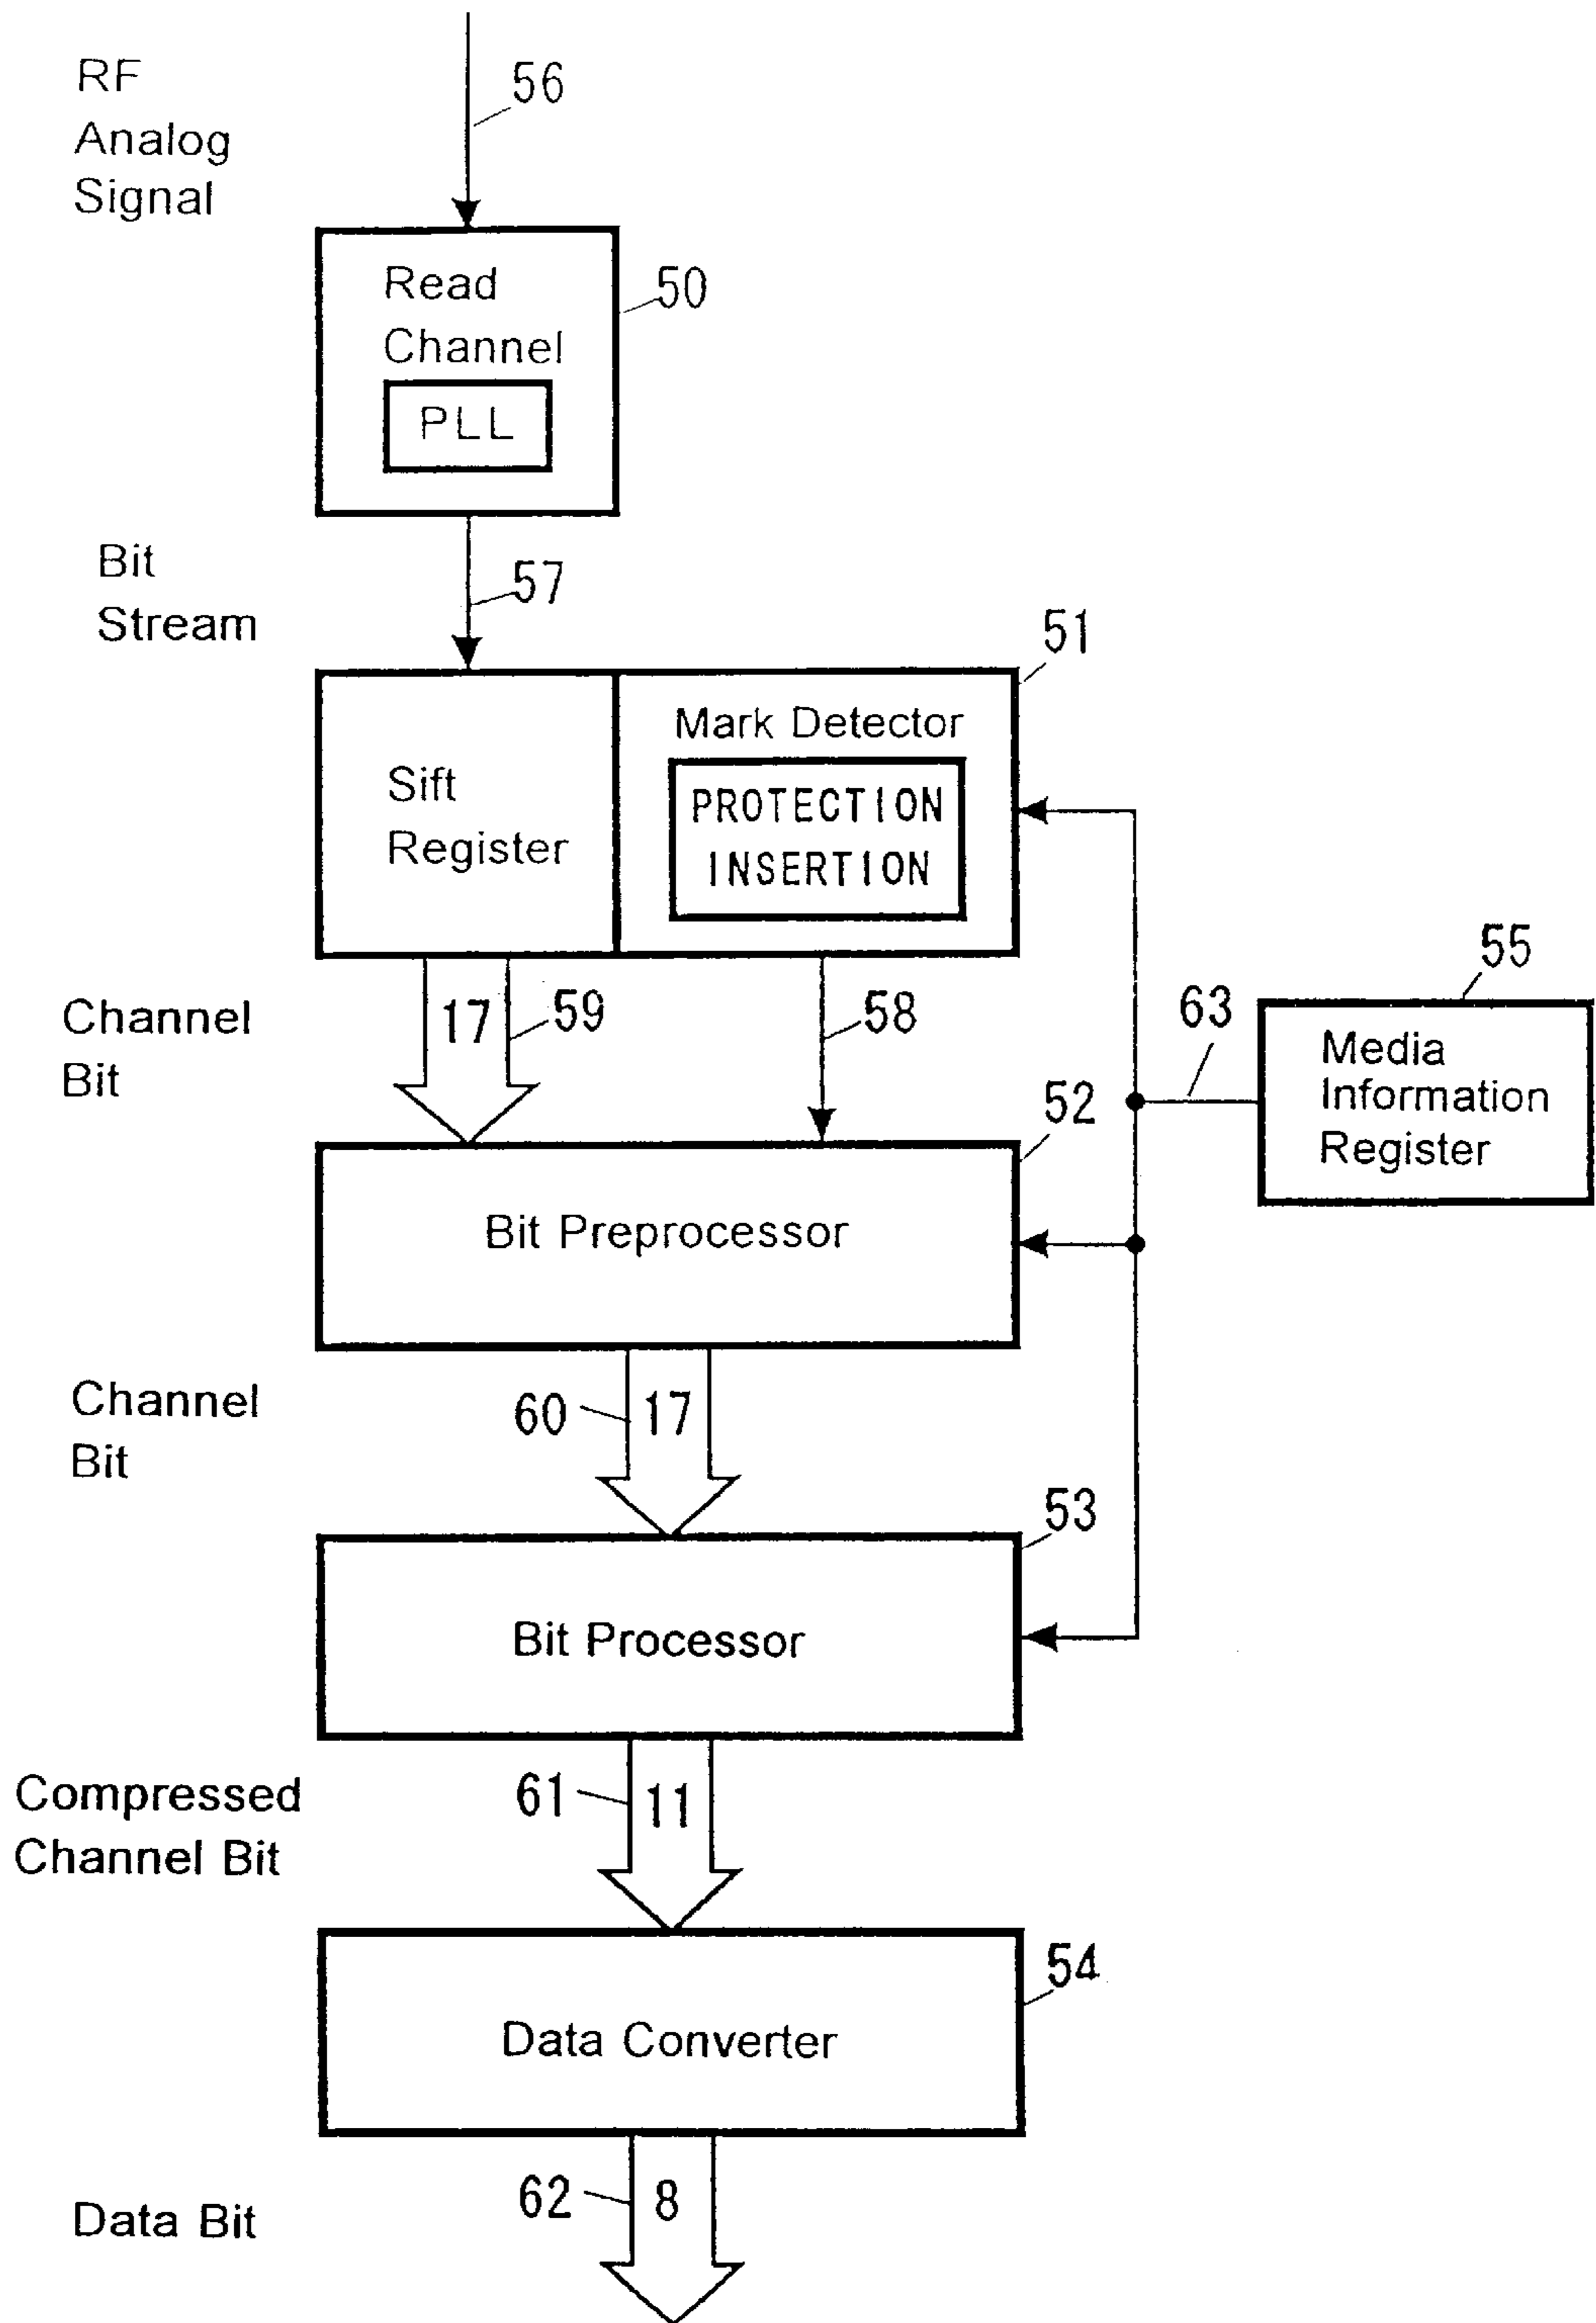 RF
Analog
Signal
56
Read
Channel
PLL
50
Bit
Stream
57
51
Sift
Register
Mark Detector
PROTECTION
INSERTION
Channel
Bit
17
59
58
63
55
Media
Information
Register
52
Bit Preprocessor
Channel
Bit
60
17
53
Bit Processor
Compressed
Channel Bit
61
11
54
Data Converter
Data Bit
62
8